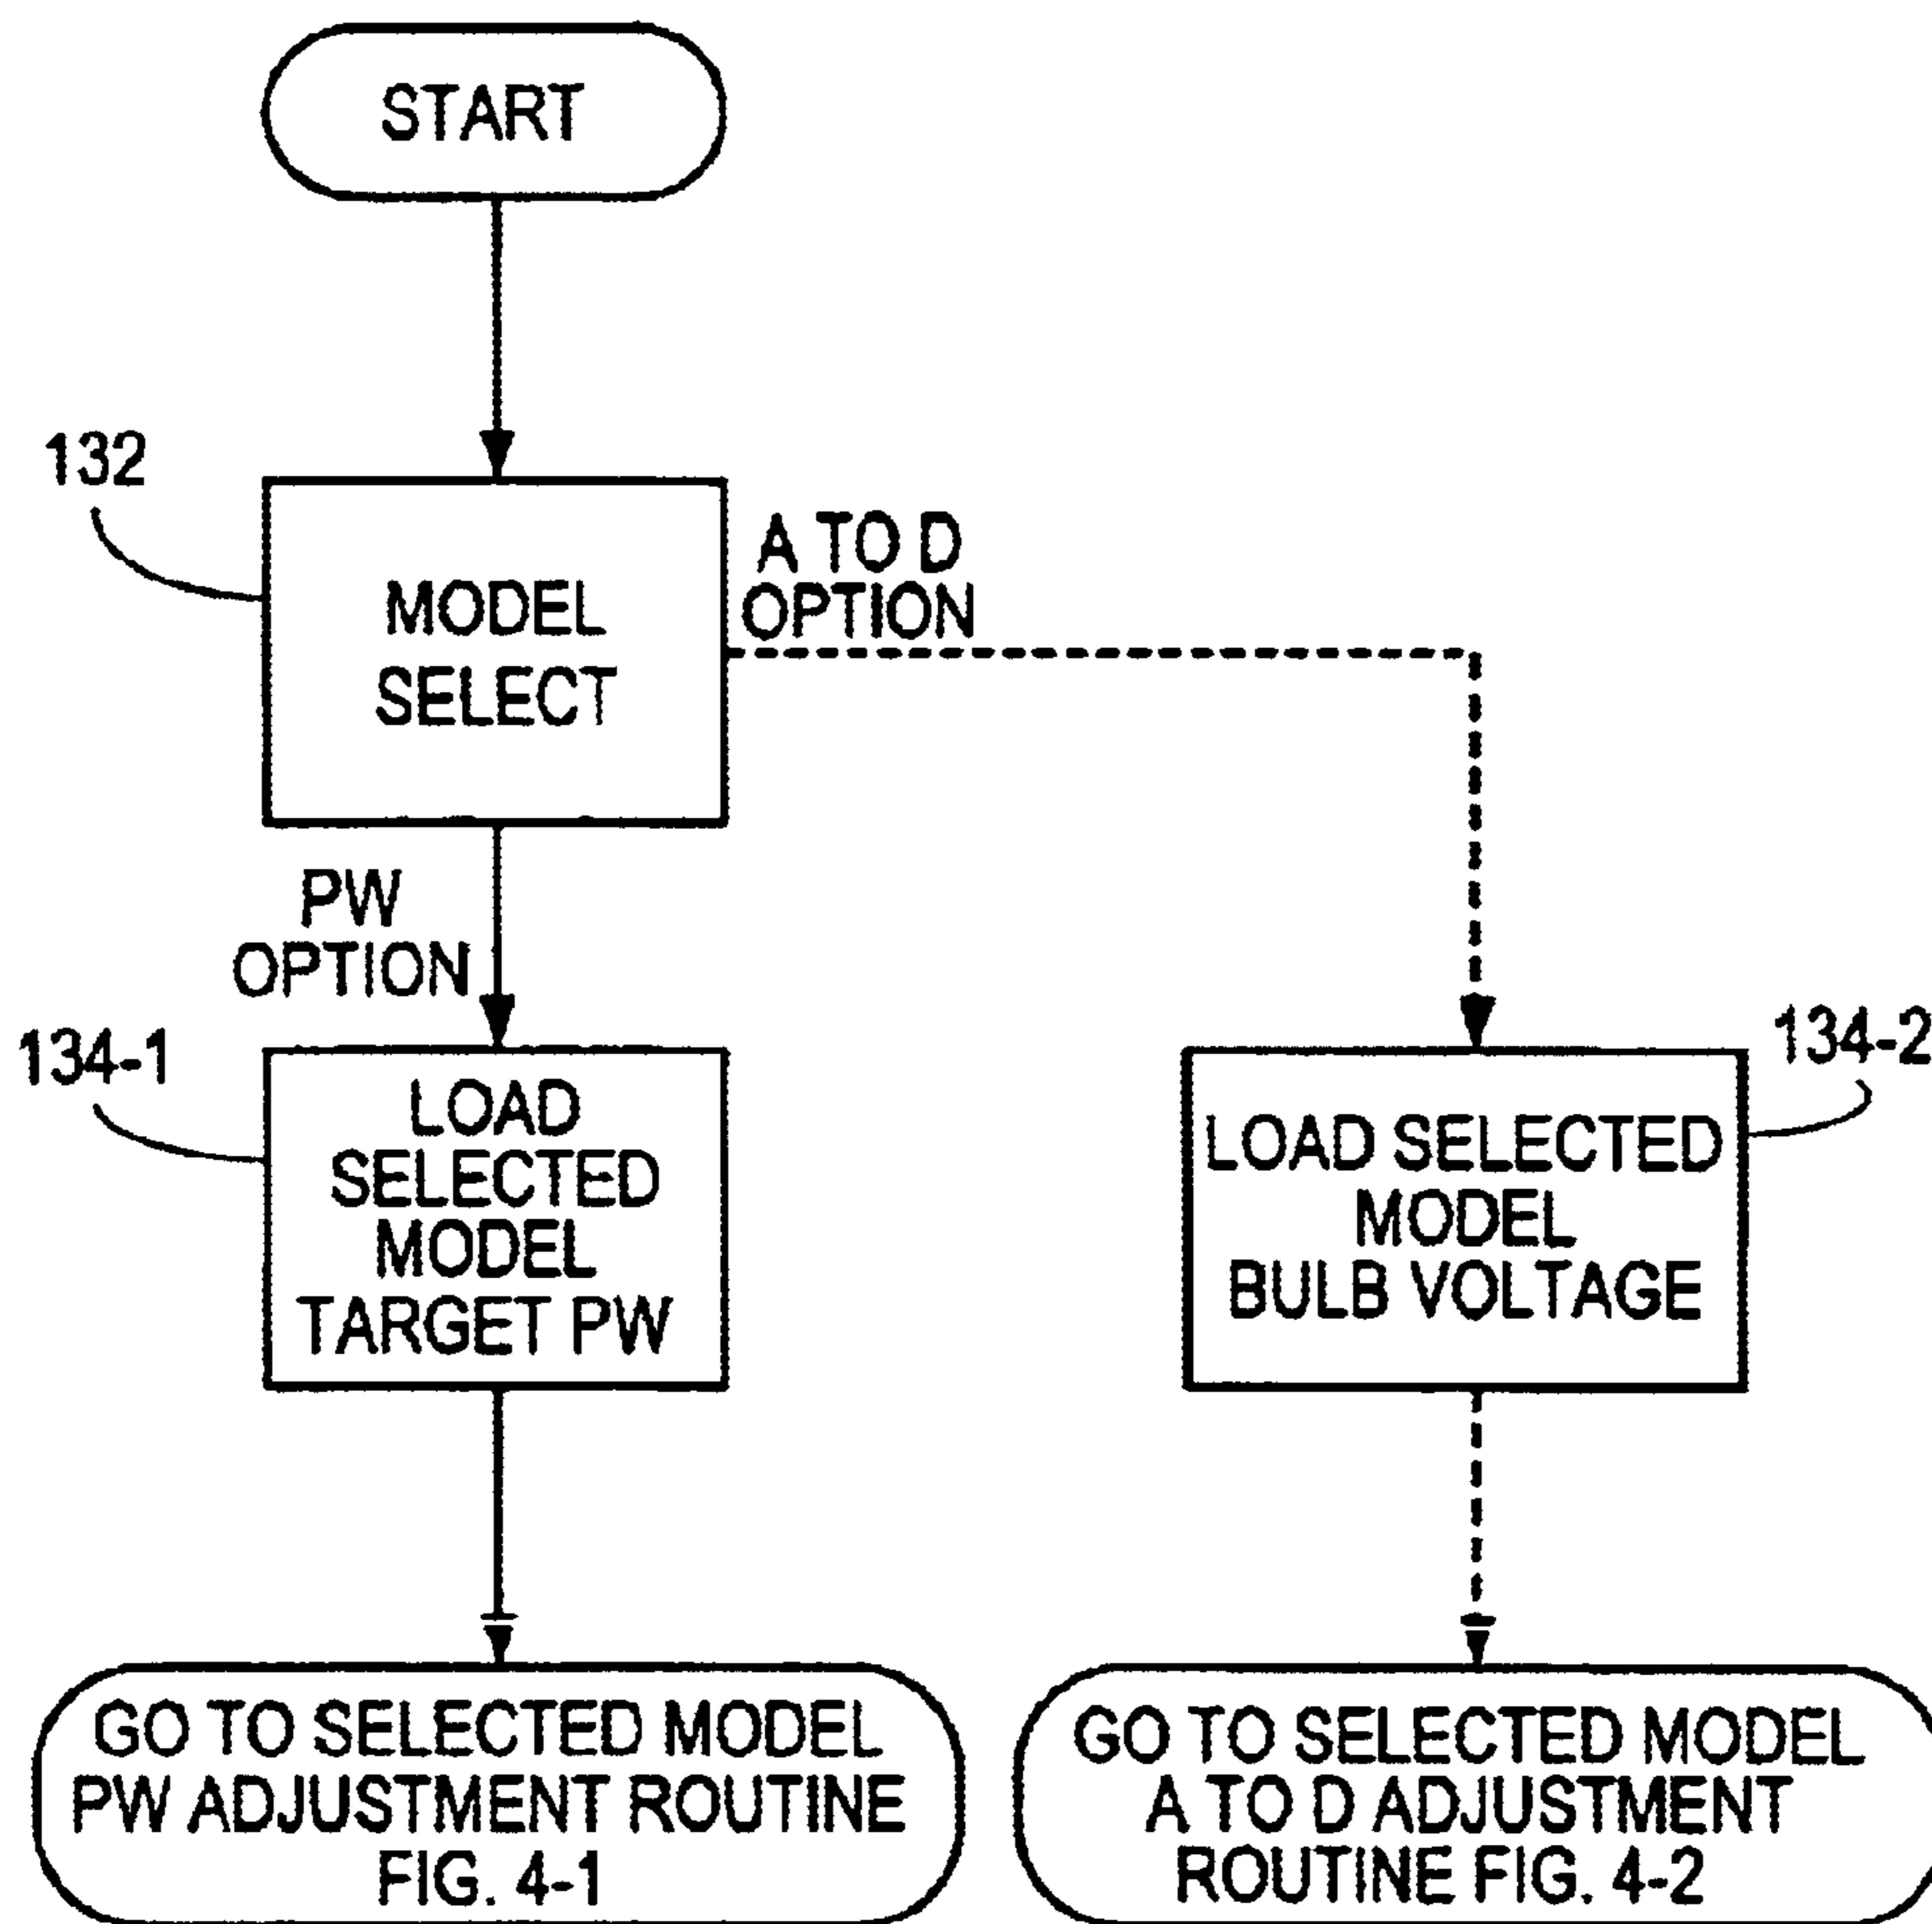 START
132
MODEL
SELECT
A TO D
OPTION
PW
OPTION
134-1
LOAD
SELECTED
MODEL
TARGET PW
134-2
LOAD SELECTED
MODEL
BULB VOLTAGE
GO TO SELECTED MODEL
PW ADJUSTMENT ROUTINE
FIG. 4-1
GO TO SELECTED MODEL
A TO D ADJUSTMENT
ROUTINE FIG. 4-2